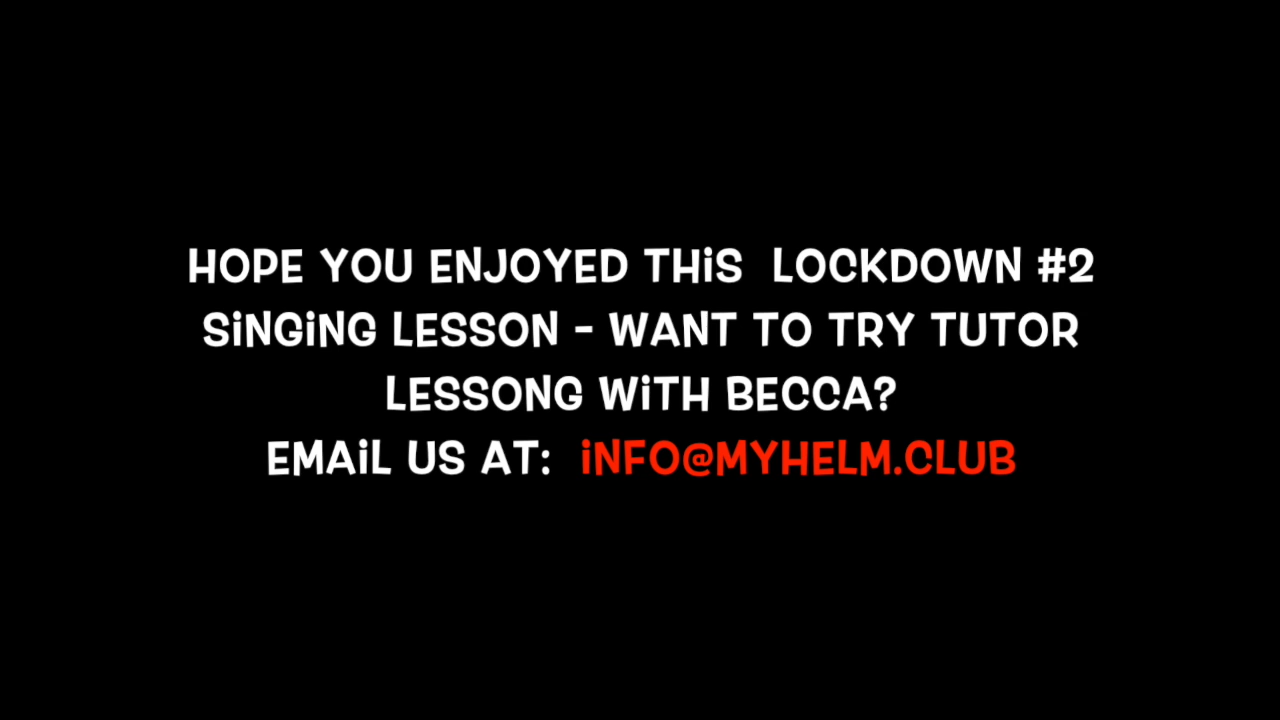 HOPE YOU ENJOYED THiS  LOCKDOWN #2
SiNGiNG LESSON - WANT TO TRY TUTOR
LESSONG WiTH BECCA?
EMAiL US AT:  iNFO@MYHELM.CLUB